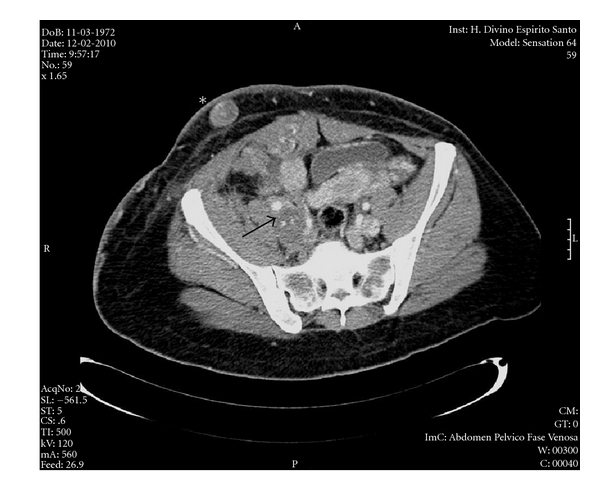 DoB: 11-03-1972
Date: 12-02-2010
Time: 9:57:17
No.: 59
x 1.65
A
Inst: H. Divino Espirito Santo
Model: Sensation 64
59
*
R
L
AcqNo: 2
SL: −561.5
ST: 5
CS: .6
TI: 500
kV: 120
mA: 560
Feed: 26.9
P
CM:
GT: 0
ImC: Abdomen Pelvico Fase Venosa
W: 00300
C: 00040